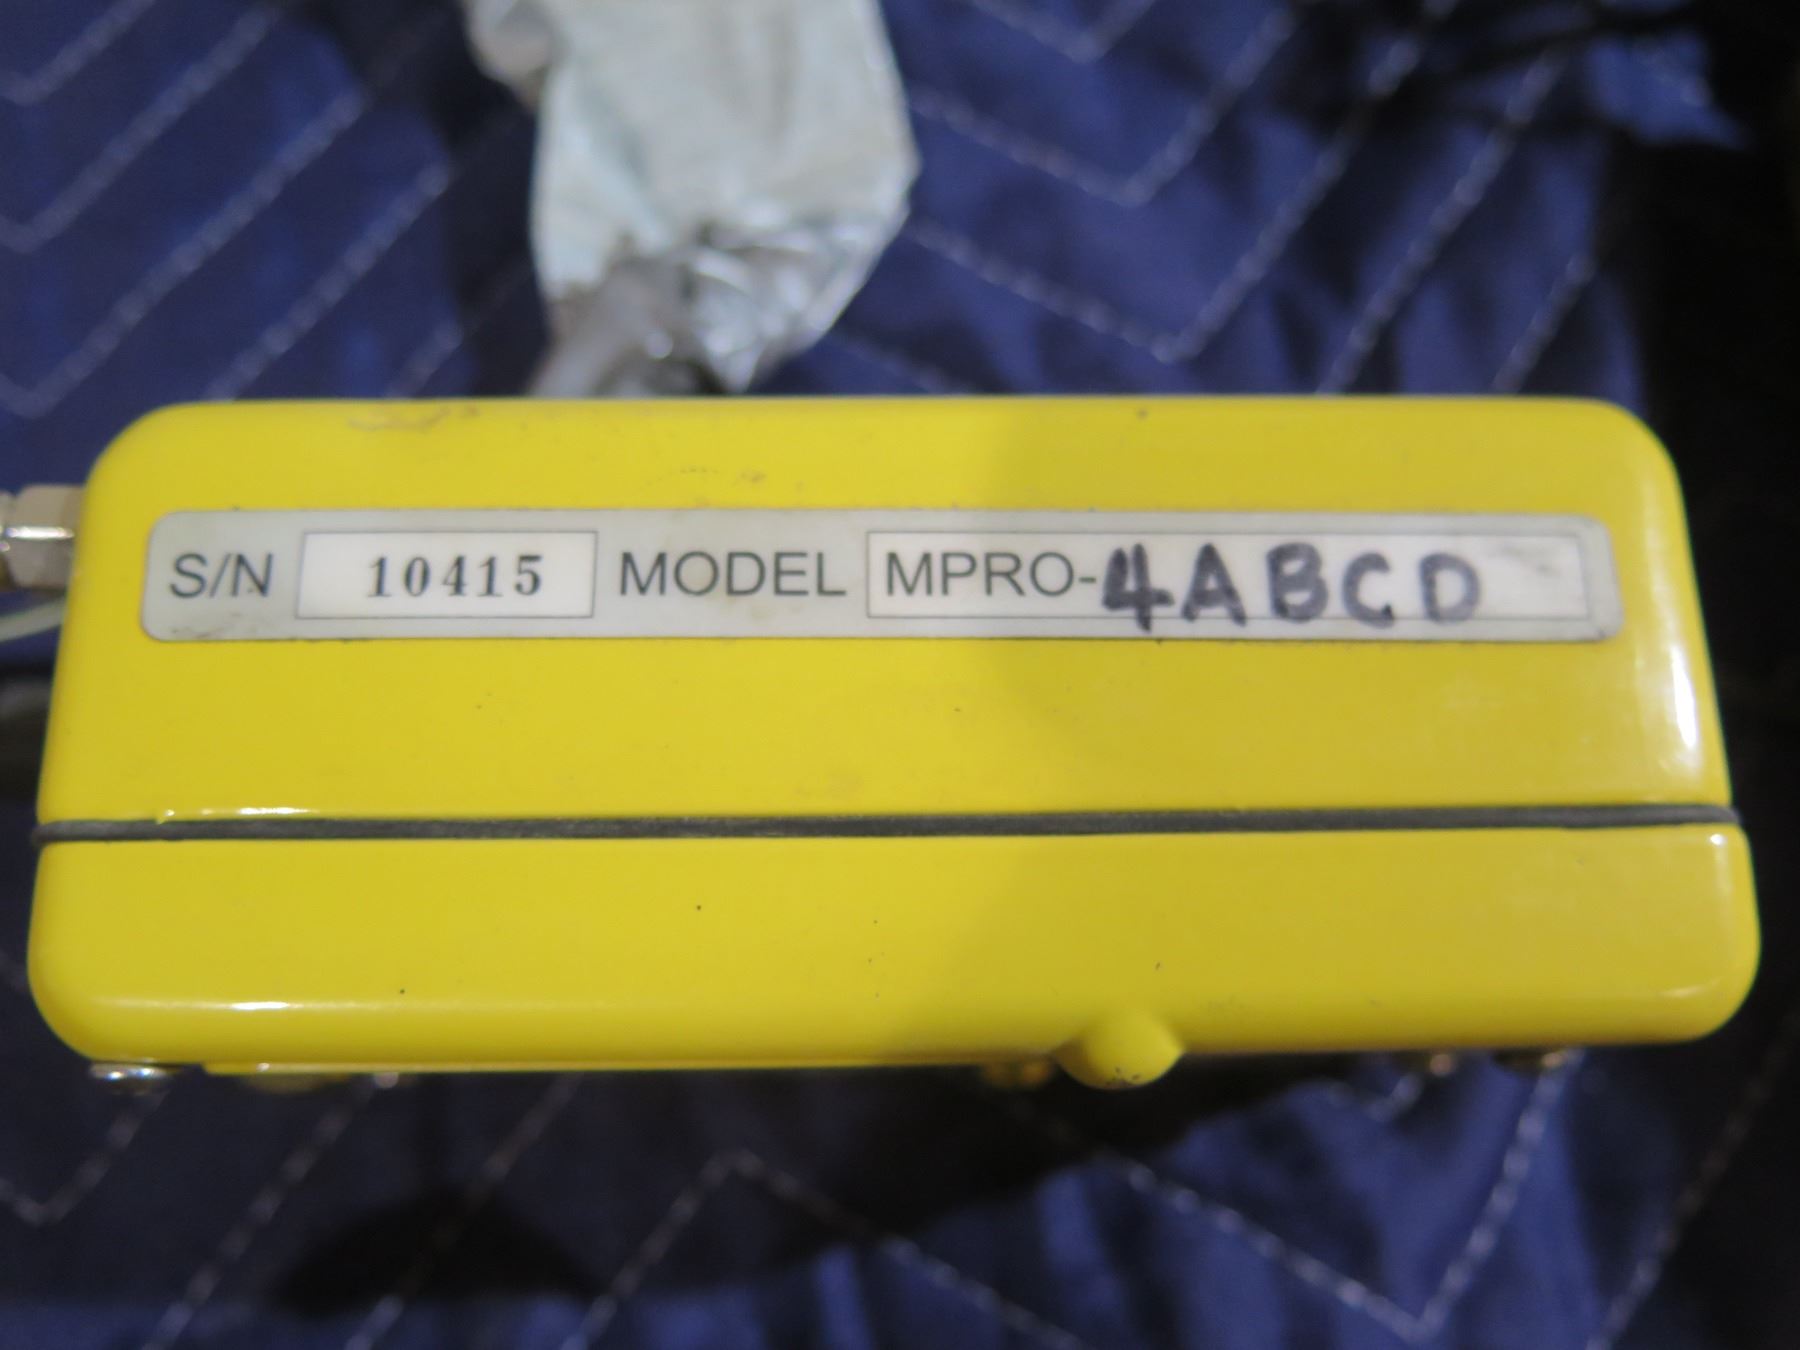 S/N 10415 MODEL MPRO-4ABCD